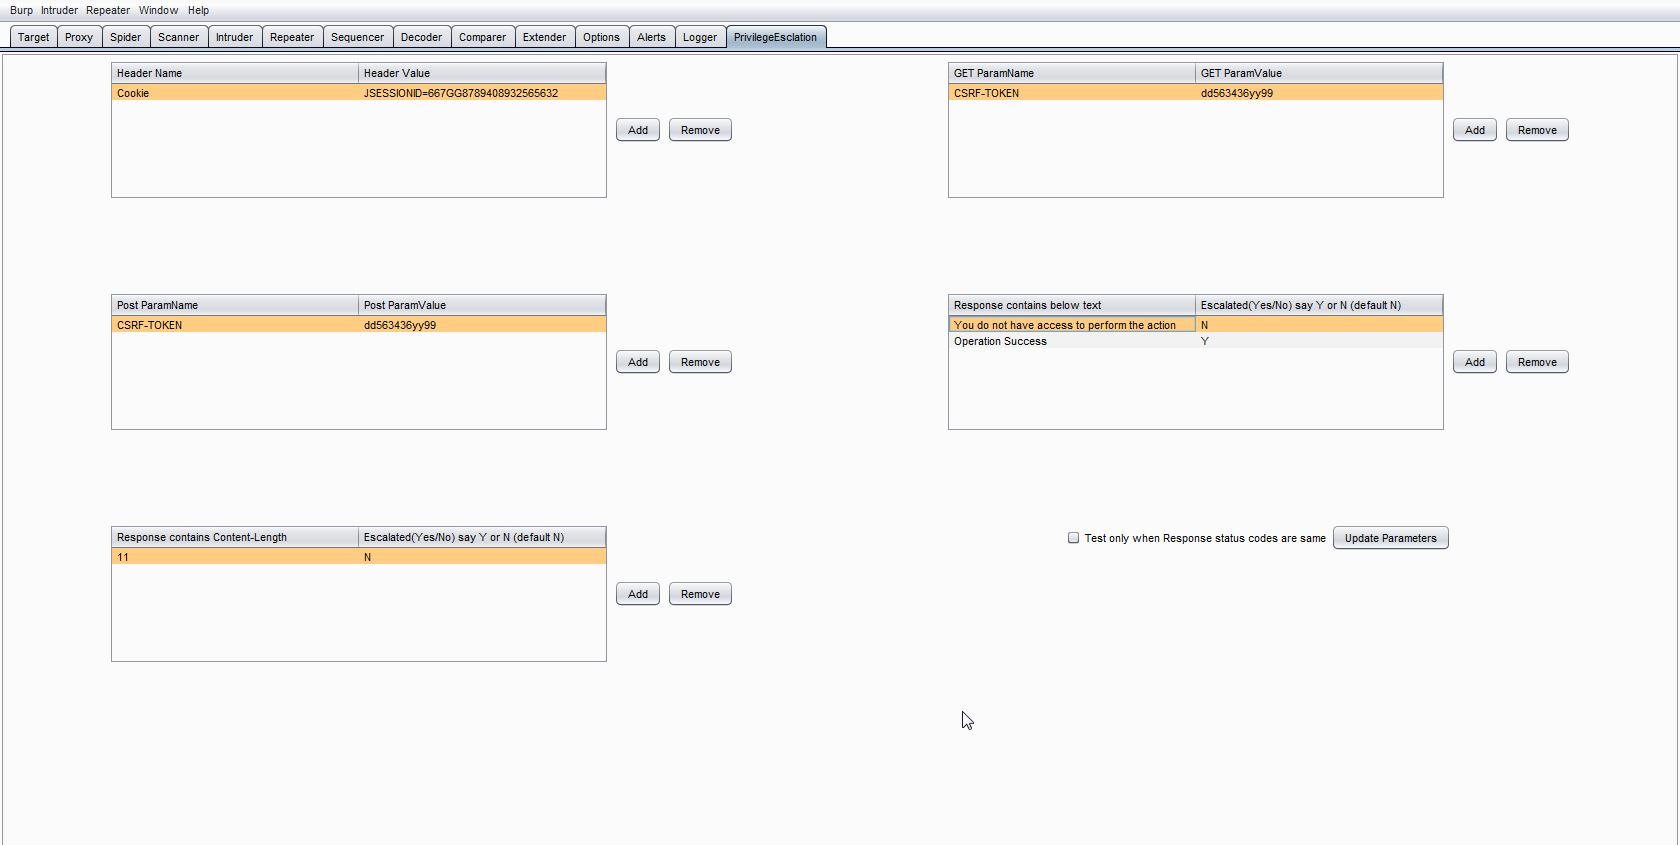 Burp Intruder Repeater Window Help
Target Proxy Spider Scanner Intruder Repeater Sequencer Decoder Comparer Extender Options Alerts Logger PrivilegeEsclation
Header Name Header Value
Cookie JSESSIONID=667GG8789408932565632
Add Remove
GET ParamName GET ParamValue
CSRF-TOKEN dd563436yy99
Add Remove
Post ParamName Post ParamValue
CSRF-TOKEN dd563436yy99
Add Remove
Response contains below text Escalated(Yes/No) say Y or N (default N)
You do not have access to perform the action N
Operation Success Y
Add Remove
Response contains Content-Length Escalated(Yes/No) say Y or N (default N)
11 N
Add Remove
Test only when Response status codes are same Update Parameters